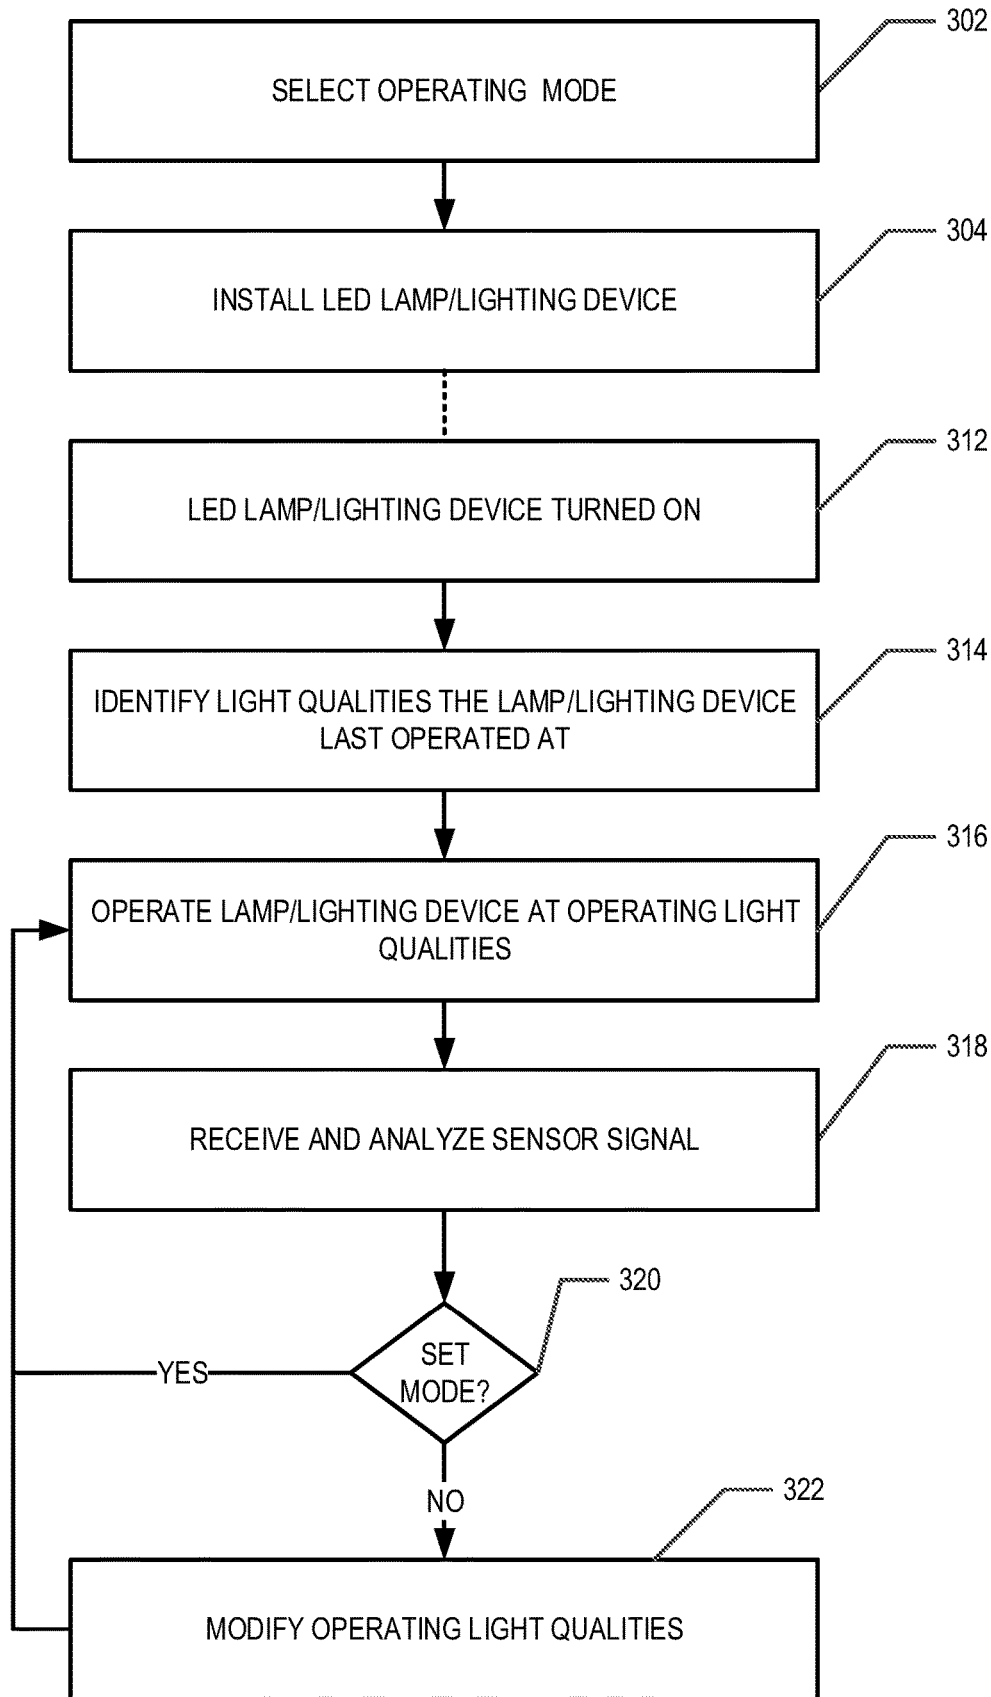 302
SELECT OPERATING MODE
304
INSTALL LED LAMP/LIGHTING DEVICE
312
LED LAMP/LIGHTING DEVICE TURNED ON
314
IDENTIFY LIGHT QUALITIES THE LAMP/LIGHTING DEVICE
LAST OPERATED AT
316
OPERATE LAMP/LIGHTING DEVICE AT OPERATING LIGHT
QUALITIES
318
RECEIVE AND ANALYZE SENSOR SIGNAL
320
SET
MODE?
YES
NO
322
MODIFY OPERATING LIGHT QUALITIES